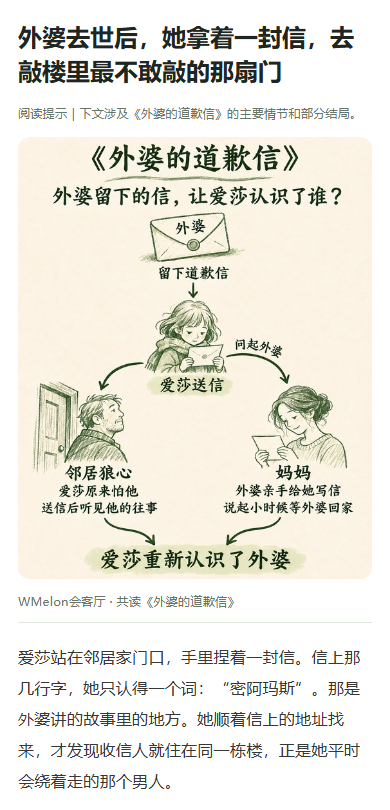 外婆去世后，她拿着一封信，去
敲楼里最不敢敲的那扇门
阅读提示 | 下文涉及《外婆的道歉信》的主要情节和部分结局。
《外婆的道歉信》
外婆留下的信，让爱莎认识了谁？
外婆
留下道歉信
问起外婆
爱莎送信
邻居狼心
爱莎原来怕他
送信后听见他的往事
妈妈
外婆亲手给她写信
说起小时候等外婆回家
爱莎重新认识了外婆
WMelon会客厅 · 共读《外婆的道歉信》
爱莎站在邻居家门口，手里捏着一封信。信上那
几行字，她只认得一个词：“密阿玛斯”。那是
外婆讲的故事里的地方。她顺着信上的地址找
来，才发现收信人就住在同一栋楼，正是她平时
会绕着走的那个男人。